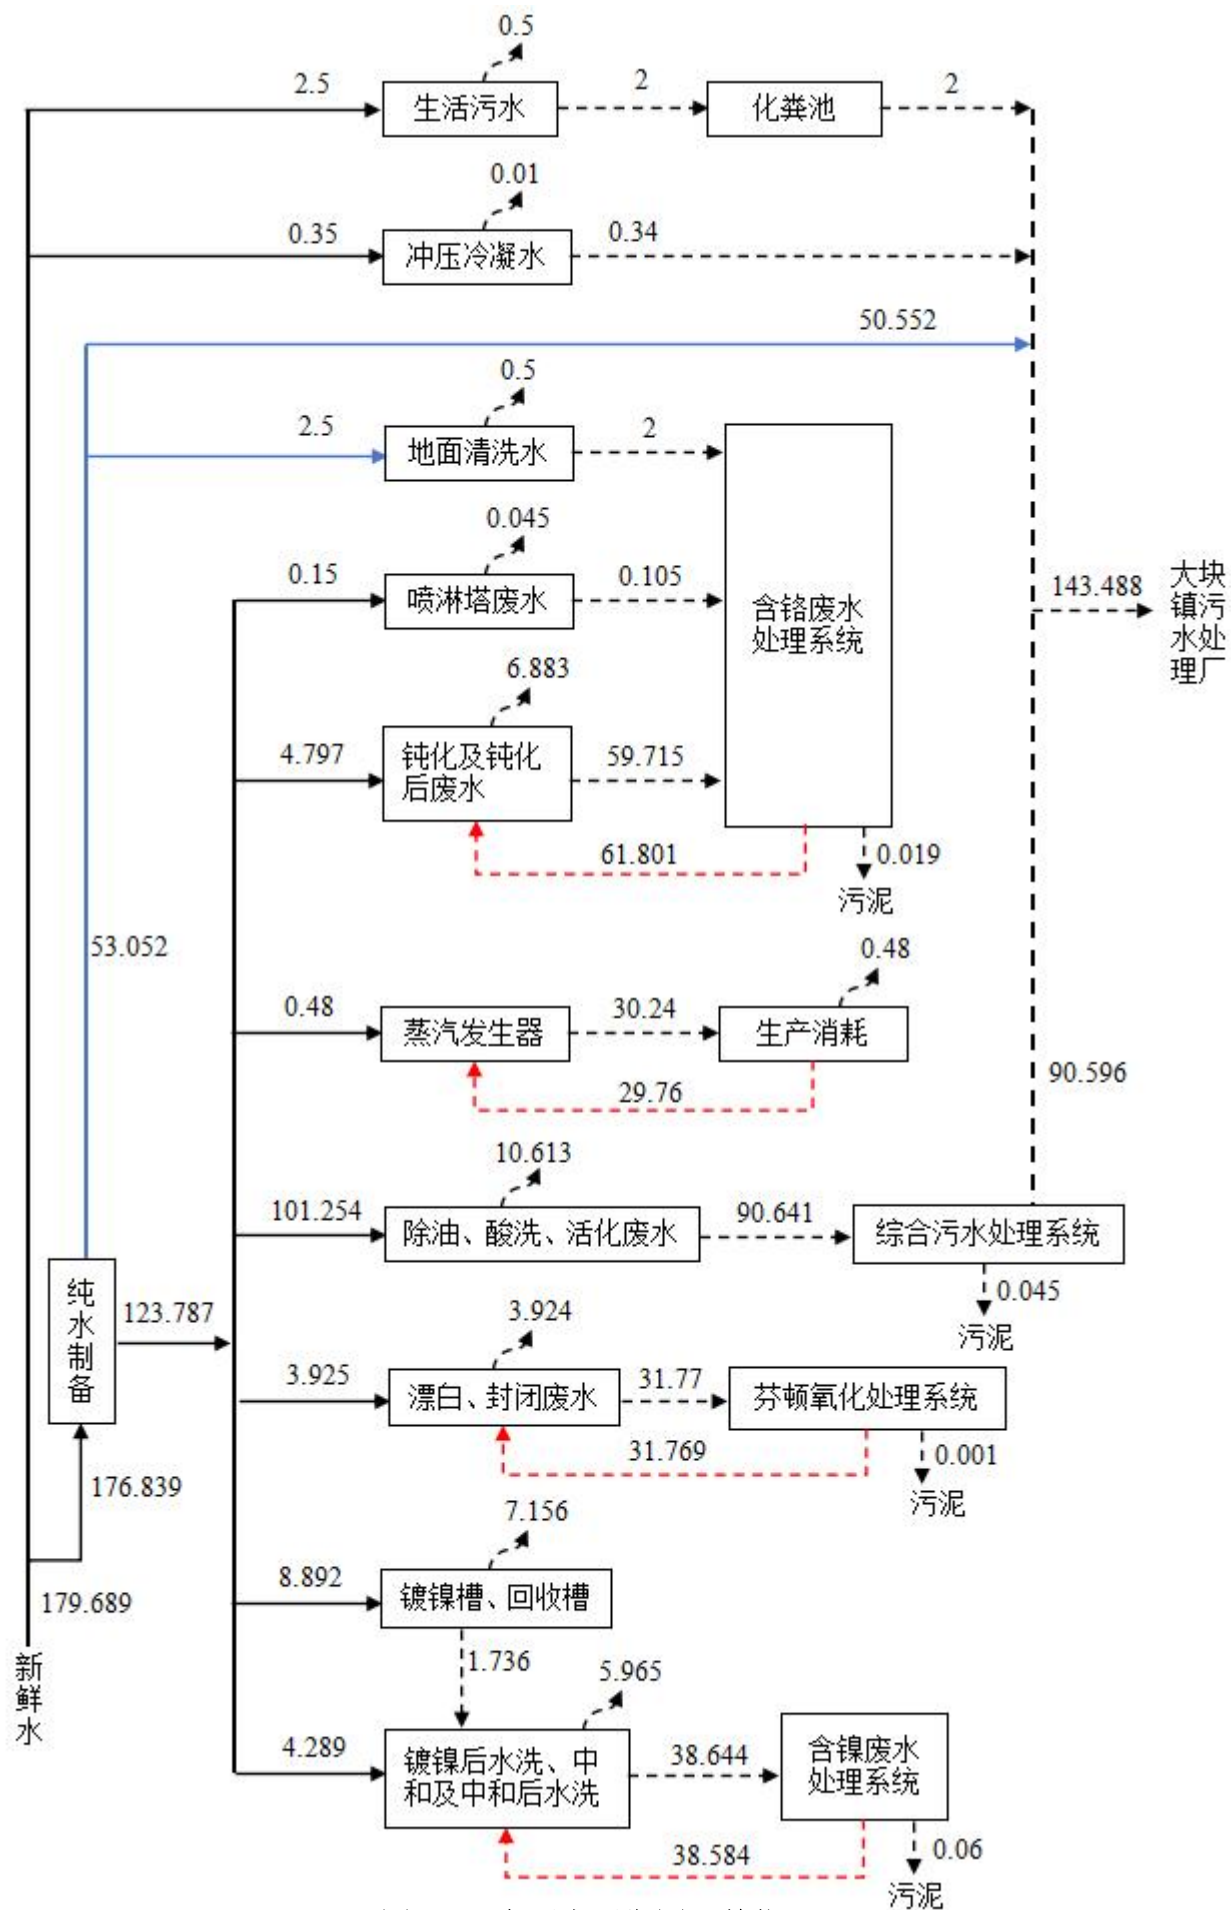 0.5
2.5
生活污水
2
化粪池
2
0.01
0.35
冲压冷凝水
0.34
50.552
0.5
2.5
地面清洗水
2
0.045
0.15
喷淋塔废水
0.105
含铬废水
处理系统
143.488
大块
镇污
水处
理厂
6.883
4.797
钝化及钝化
后废水
59.715
61.801
0.019
污泥
53.052
0.48
0.48
蒸汽发生器
30.24
生产消耗
29.76
90.596
10.613
101.254
除油、酸洗、活化废水
90.641
综合污水处理系统
0.045
污泥
纯
水
制
备
123.787
3.924
3.925
漂白、封闭废水
31.77
芬顿氧化处理系统
31.769
0.001
污泥
176.839
7.156
8.892
镀镍槽、回收槽
179.689
新
鲜
水
1.736
5.965
4.289
镀镍后水洗、中
和及中和后水洗
38.644
含镍废水
处理系统
38.584
0.06
污泥